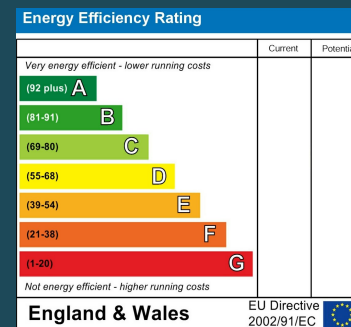 Energy Efficiency Rating
Current Potentia
Very energy efficient - lower running costs
(92 plus) A
(81-91) B
(69-80) C
(55-68) D
(39-54) E
(21-38) F
(1-20) G
Not energy efficient - higher running costs
England & Wales
EU Directive
2002/91/EC